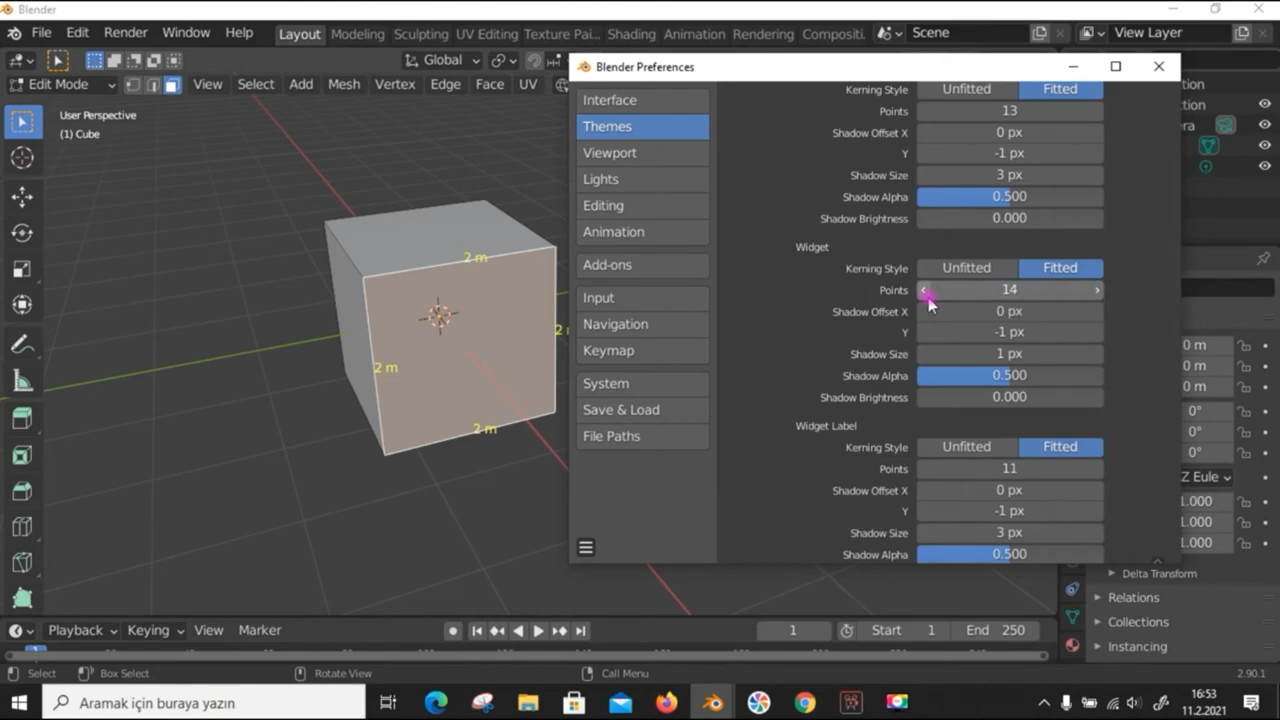 Blender
File Edit Render Window Help Layout Modeling Sculpting UV Editing Texture Pai... Shading Animation Rendering Compositi... Scene View Layer
Global
Edit Mode View Select Add Mesh Vertex Edge Face UV
User Perspective
(1) Cube
2 m
2 m
2 m
Blender Preferences
Interface
Themes
Viewport
Lights
Editing
Animation
Add-ons
Input
Navigation
Keymap
System
Save & Load
File Paths
Kerning Style Unfitted Fitted
Points 13
Shadow Offset X 0 px
Y -1 px
Shadow Size 3 px
Shadow Alpha 0.500
Shadow Brightness 0.000
Widget
Kerning Style Unfitted Fitted
Points 14
Shadow Offset X 0 px
Y -1 px
Shadow Size 1 px
Shadow Alpha 0.500
Shadow Brightness 0.000
Widget Label
Kerning Style Unfitted Fitted
Points 11
Shadow Offset X 0 px
Y -1 px
Shadow Size 3 px
Shadow Alpha 0.500
0 m
0 m
0 m
0°
0°
0°
Z Eule
1.000
1.000
1.000
Delta Transform
Relations
Collections
Instancing
Playback Keying View Marker 1 Start 1 End 250
Select Box Select Rotate View Call Menu 2.90.1
Aramak için buraya yazın
16:53
11.2.2021